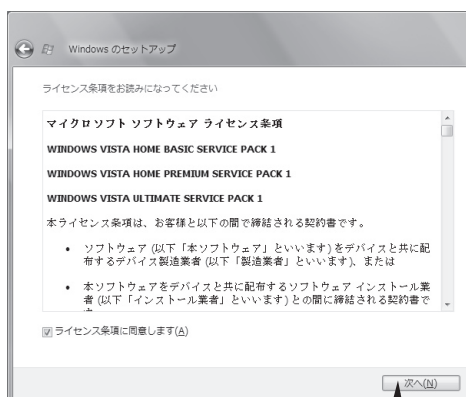 Windows のセットアップ
ライセンス条項をお読みになってください
マイクロソフト ソフトウェア ライセンス条項
WINDOWS VISTA HOME BASIC SERVICE PACK 1
WINDOWS VISTA HOME PREMIUM SERVICE PACK 1
WINDOWS VISTA ULTIMATE SERVICE PACK 1
本ライセンス条項は、お客様と以下の間で締結される契約書です。
• ソフトウェア (以下「本ソフトウェア」といいます) をデバイスと共に配
布するデバイス製造業者 (以下「製造業者」といいます)、または
• 本ソフトウェアをデバイスと共に配布するソフトウェア インストール業
者 (以下「インストール業者」といいます) との間に締結される契約書で
ライセンス条項に同意します(A)
次へ(N)